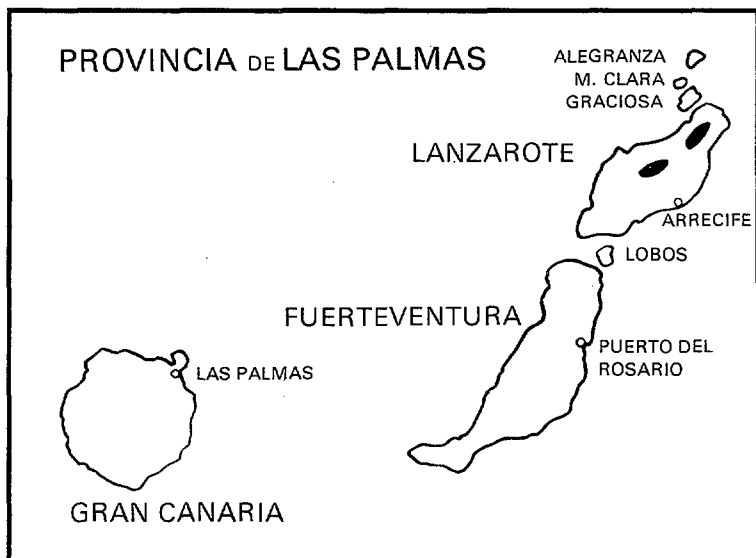 PROVINCIA DE LAS PALMAS
ALEGRANZA
M. CLARA
GRACIOSA
LANZAROTE
ARRECIFE
LOBOS
FUERTEVENTURA
PUERTO DEL
ROSARIO
LAS PALMAS
GRAN CANARIA